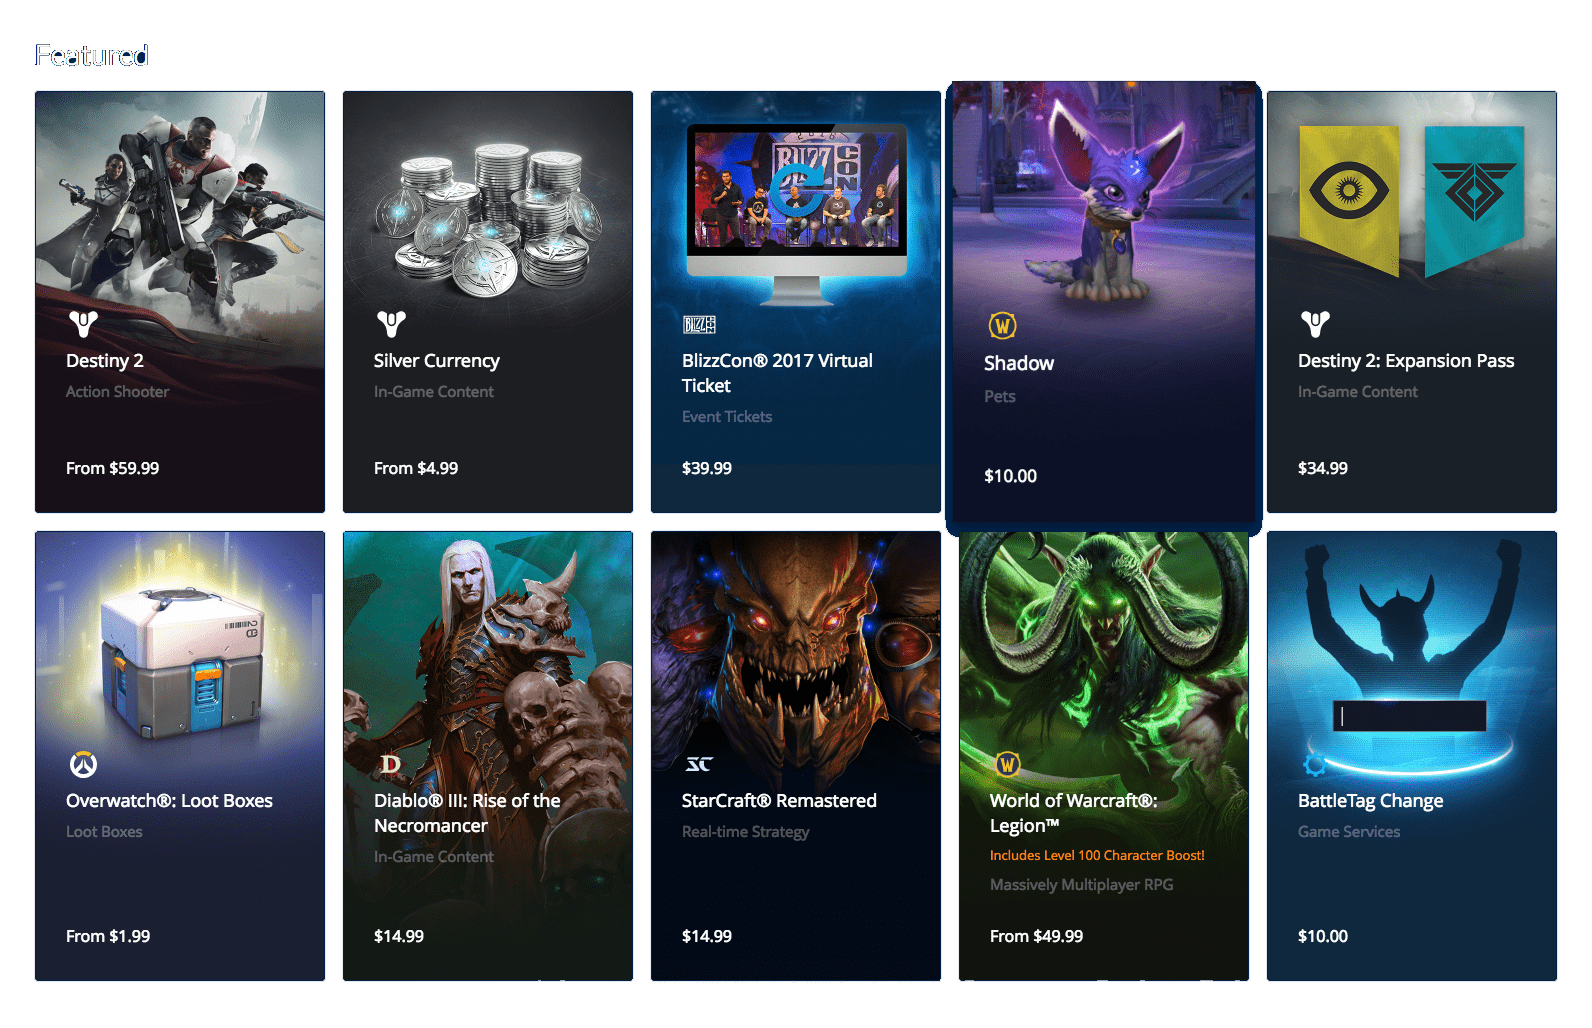 Featured
Destiny 2
Action Shooter
From $59.99
Silver Currency
In-Game Content
From $4.99
BLIZZ CON
BLIZZCON
BlizzCon® 2017 Virtual
Ticket
Event Tickets
$39.99
W
Shadow
Pets
$10.00
Destiny 2: Expansion Pass
In-Game Content
$34.99
Overwatch®: Loot Boxes
Loot Boxes
From $1.99
D
Diablo® III: Rise of the
Necromancer
In-Game Content
$14.99
SC
StarCraft® Remastered
Real-time Strategy
$14.99
W
World of Warcraft®:
Legion™
Includes Level 100 Character Boost!
Massively Multiplayer RPG
From $49.99
BattleTag Change
Game Services
$10.00